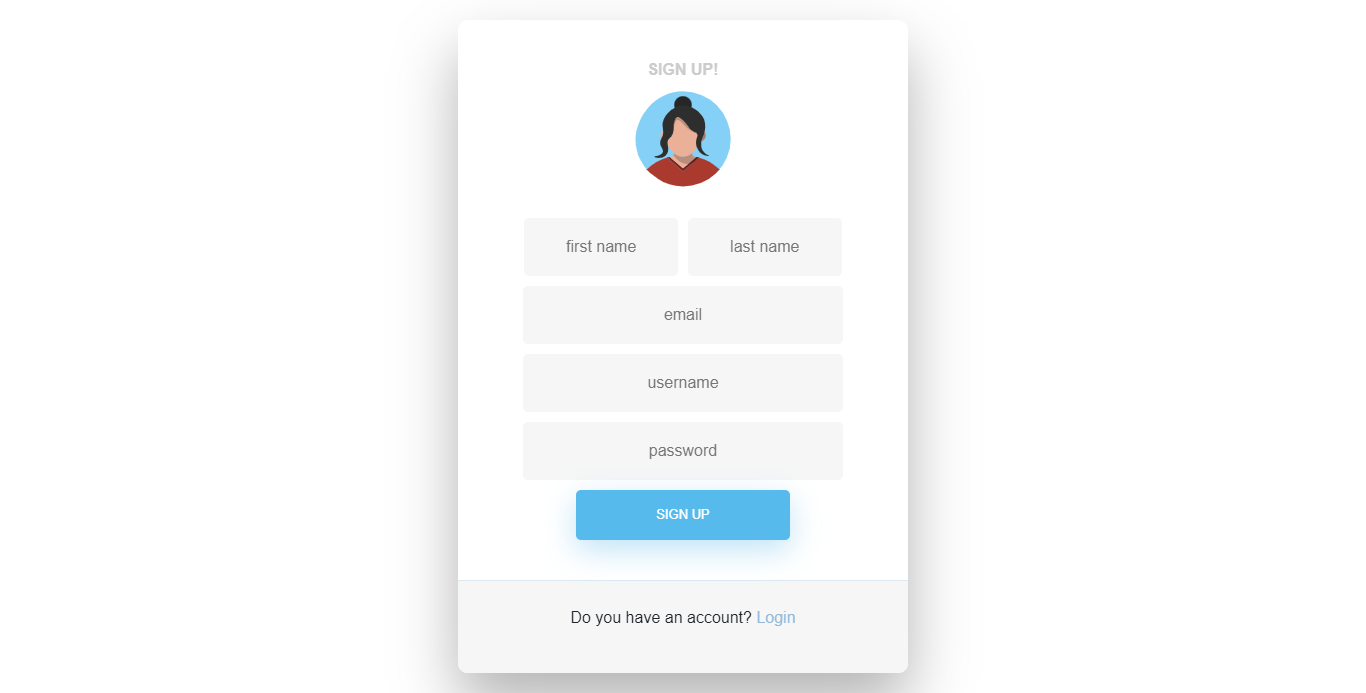 SIGN UP!
first name last name
email
username
password
SIGN UP
Do you have an account? Login